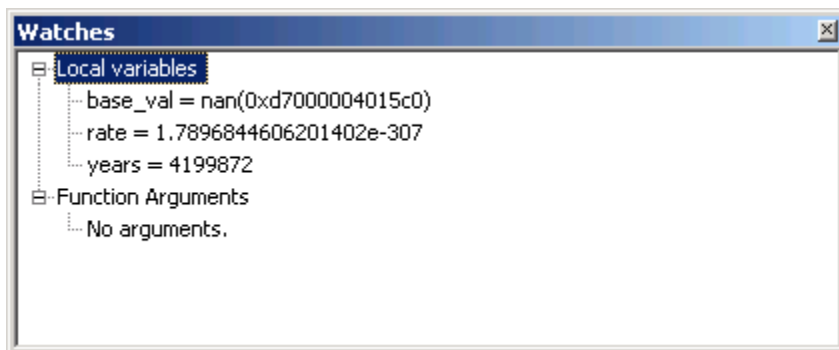 Watches
Local variables
base_val = nan(0xd7000004015c0)
rate = 1.7896844606201402e-307
years = 4199872
Function Arguments
No arguments.